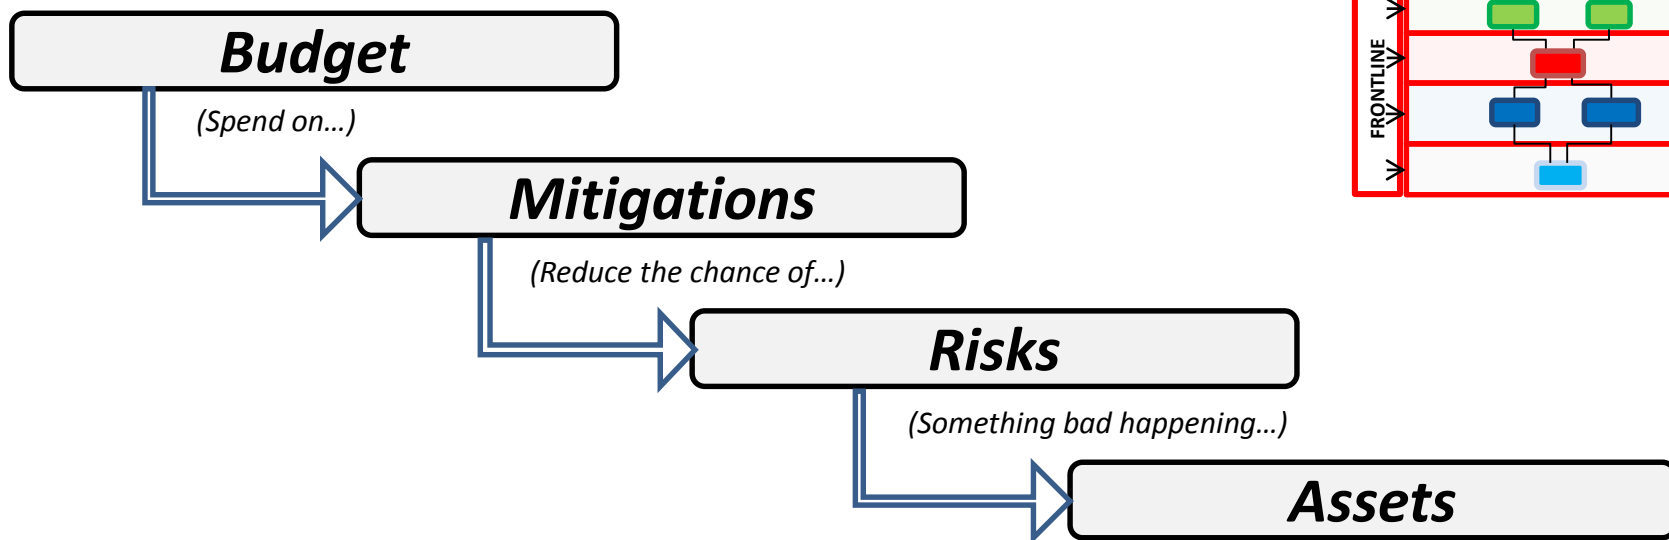 Budget
(Spend on...)
Mitigations
(Reduce the chance of...)
Risks
(Something bad happening...)
Assets
FRONTLINE